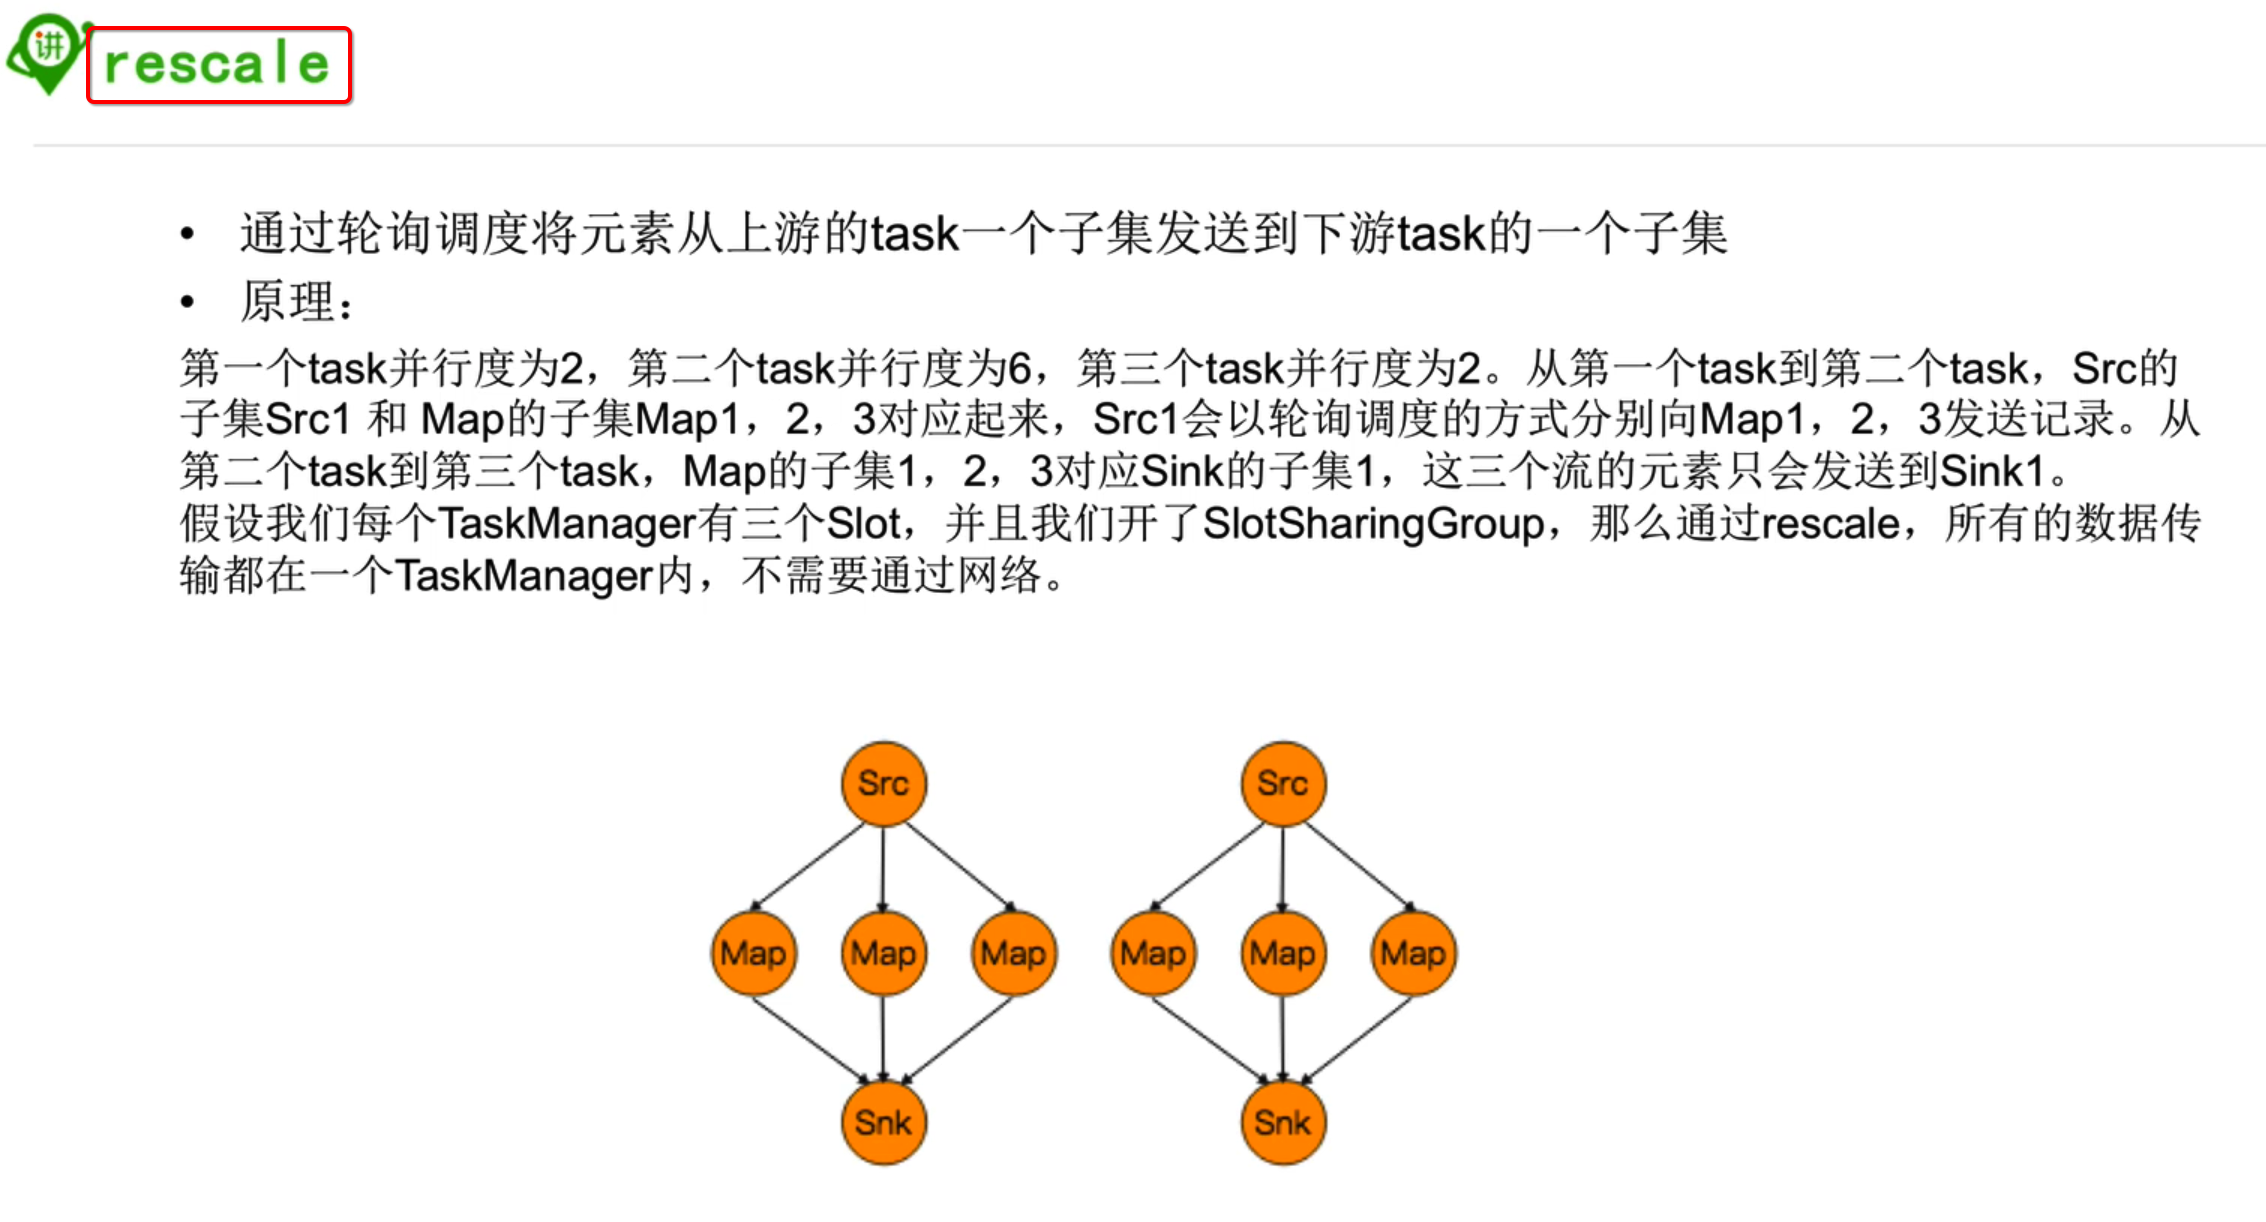 讲
rescale
• 通过轮询调度将元素从上游的task一个子集发送到下游task的一个子集
• 原理：
第一个task并行度为2，第二个task并行度为6，第三个task并行度为2。从第一个task到第二个task，Src的
子集Src1 和 Map的子集Map1，2，3对应起来，Src1会以轮询调度的方式分别向Map1，2，3发送记录。从
第二个task到第三个task，Map的子集1，2，3对应Sink的子集1，这三个流的元素只会发送到Sink1。
假设我们每个TaskManager有三个Slot，并且我们开了SlotSharingGroup，那么通过rescale，所有的数据传
输都在一个TaskManager内，不需要通过网络。
Src Src
Map Map Map Map Map Map
Snk Snk